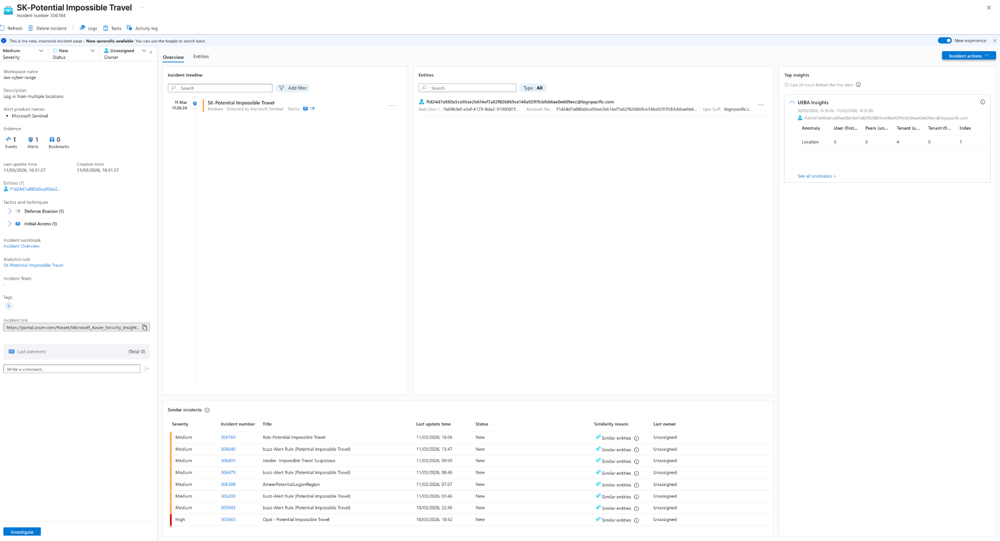 SK-Potential Impossible Travel ...
Incident number 306784
Refresh Delete incident Logs Tasks Activity log
This is the new, improved incident page - Now generally available. You can use the toggle to switch back.
New experience
Medium New Unassigned
Severity Status Owner
Workspace name
law-cyber-range
Description
Log in from multiple locations
Alert product names
• Microsoft Sentinel
Evidence
1 1 0
Events Alerts Bookmarks
Last update time Creation time
11/03/2026, 16:31:27 11/03/2026, 16:31:27
Entities (1)
f1d24d7a880a5ca90ae2...
Tactics and techniques
Defense Evasion (1)
Initial Access (1)
Incident workbook
Incident Overview
Analytics rule
SK-Potential Impossible Travel
Incident Team
-
Tags
Incident link
https://portal.azure.com/#asset/Microsoft_Azure_Security_Insight...
Last comment (Total: 0)
Write a comment...
Investigate
Overview Entities
Incident actions
Incident timeline
Search Add filter
11 Mar SK-Potential Impossible Travel ...
11:26:24 Medium Detected by Microsoft Sentinel Tactics:
Entities
Search Type : All
f1d24d7a880a5ca90ae2b614af7a82f826869ce148a9291fcbfcb6ae0e609ecc@lognpacific.com ...
Aad User I... 1b69b3ef-a3af-4179-8da2-91000d1f... Account Na... f1d24d7a880a5ca90ae2b614af7a82f826869ce148a9291fcbfcb6ae0e6... Upn Suff... lognpacific.c...
Top insights
Last 24 hours before the first alert
UEBA Insights
10/03/2026, 16:31:26 - 11/03/2026, 16:31:26
f1d24d7a880a5ca90ae2b614af7a82f826869ce148a9291fcbfcb6ae0e609ecc@lognpacific.com
Anomaly User (first... Peers (un... Tenant (u... Tenant (fi... Index
Location 0 0 4 0 1
See all anomalies >
Similar incidents
Severity Incident number Title Last update time Status Similarity reason Last owner
Medium 306760 Rob-Potential Impossible Travel 11/03/2026, 16:06 New Similar entities Unassigned
Medium 306640 buzz-Alert Rule (Potential Impossible Travel) 11/03/2026, 13:47 New Similar entities Unassigned
Medium 306493 Jondie- Impossible Travel Suspicious 11/03/2026, 09:09 New Similar entities Unassigned
Medium 306479 buzz-Alert Rule (Potential Impossible Travel) 11/03/2026, 08:46 New Similar entities Unassigned
Medium 306398 AmeerPotentialLogonRegion 11/03/2026, 07:07 New Similar entities Unassigned
Medium 306200 buzz-Alert Rule (Potential Impossible Travel) 11/03/2026, 03:46 New Similar entities Unassigned
Medium 305943 buzz-Alert Rule (Potential Impossible Travel) 10/03/2026, 22:46 New Similar entities Unassigned
High 305683 Opal - Potential Impossible Travel 10/03/2026, 18:42 New Similar entities Unassigned